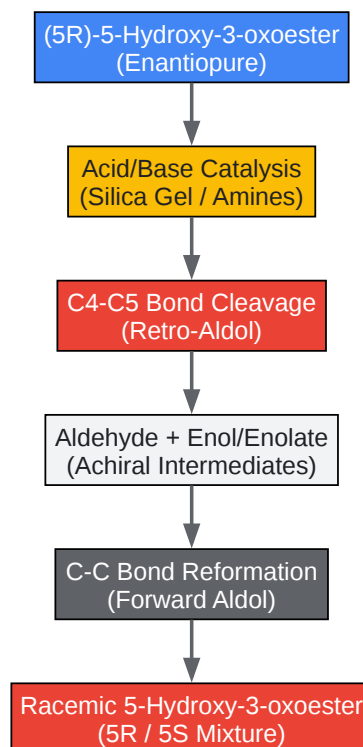 (5R)-5-Hydroxy-3-oxoester
(Enantiopure)
Acid/Base Catalysis
(Silica Gel / Amines)
C4-C5 Bond Cleavage
(Retro-Aldol)
Aldehyde + Enol/Enolate
(Achiral Intermediates)
C-C Bond Reformation
(Forward Aldol)
Racemic 5-Hydroxy-3-oxoester
(5R / 5S Mixture)